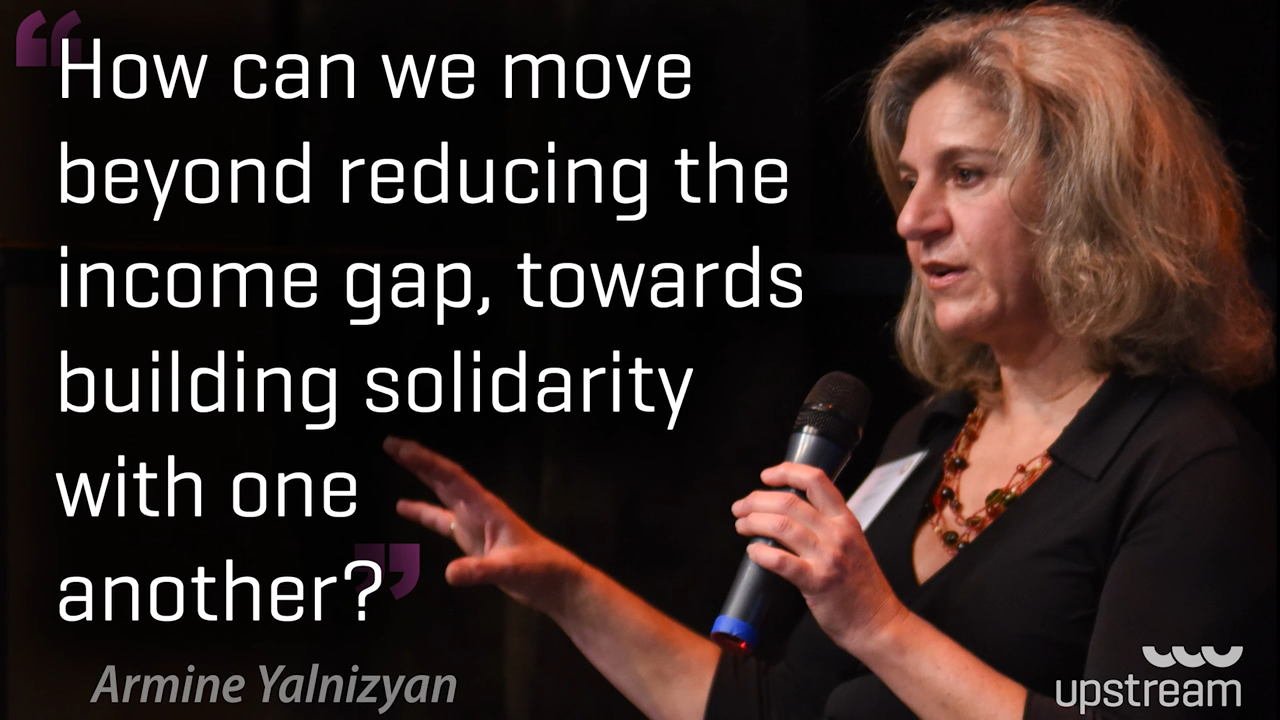 “How can we move
beyond reducing the
income gap, towards
building solidarity
with one
another?”
Armine Yalnizyan
upstream